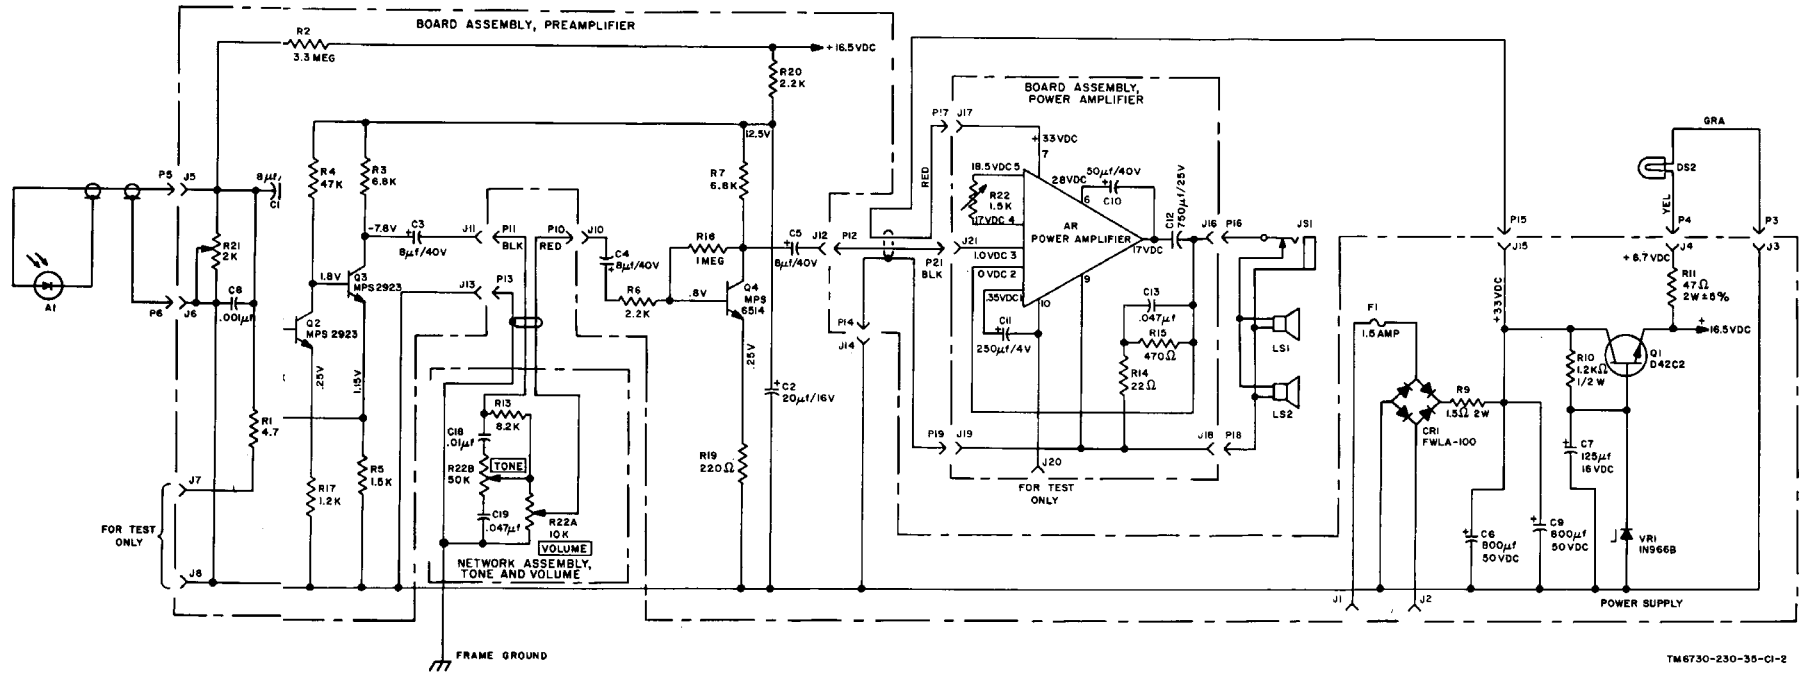 BOARD ASSEMBLY, PREAMPLIFIER
R2
3.3 MEG
+16.5VDC
R20
2.2K
12.5V
R4
47K
R3
6.8K
R7
6.8K
P5
J5
8µf/
C1
R21
2K
C8
.001µf
P6
J6
A1
1.8V
Q3
MPS2923
-7.8V
C3
8µf/40V
Q2
MPS 2923
.25V
1.15V
R1
4.7
R17
1.2K
R5
1.5K
J7
J8
FOR TEST
ONLY
J11
P11
BLK
P10
RED
J10
J13
P13
C4
8µf/40V
R6
2.2K
R16
1MEG
.8V
Q4
MPS
6514
.25V
C5
8µf/40V
J12
P12
C2
20µf/16V
R19
220Ω
P14
J14
R13
8.2K
C18
.01µf
R22B
50K
TONE
C19
.047µf
R22A
10K
VOLUME
NETWORK ASSEMBLY,
TONE AND VOLUME
FRAME GROUND
BOARD ASSEMBLY,
POWER AMPLIFIER
P17
J17
RED
+33VDC
7
18.5VDC 5
R22
1.5K
17VDC 4
28VDC
6
50µf/40V
C10
AR
POWER AMPLIFIER
17VDC
C12
750µf/25V
J16
P16
JS1
J21
P21
BLK
1.0VDC 3
0 VDC 2
.35VDC 1
C11
250µf/4V
10
9
C13
.047µf
R15
470Ω
R14
22Ω
P19
J19
J18
P18
J20
FOR TEST
ONLY
LS1
LS2
GRA
DS2
YEL
P15
J15
P4
J4
P3
J3
+6.7VDC
R11
47Ω
2W±5%
+33VDC
F1
1.5AMP
+
16.5VDC
R10
1.2KΩ
1/2 W
Q1
D42C2
R9
1.5Ω 2W
CR1
FWLA-100
C7
125µf
16VDC
C6
800µf
50VDC
C9
800µf
50VDC
VR1
IN966B
J1
J2
POWER SUPPLY
TM6730-230-35-C1-2